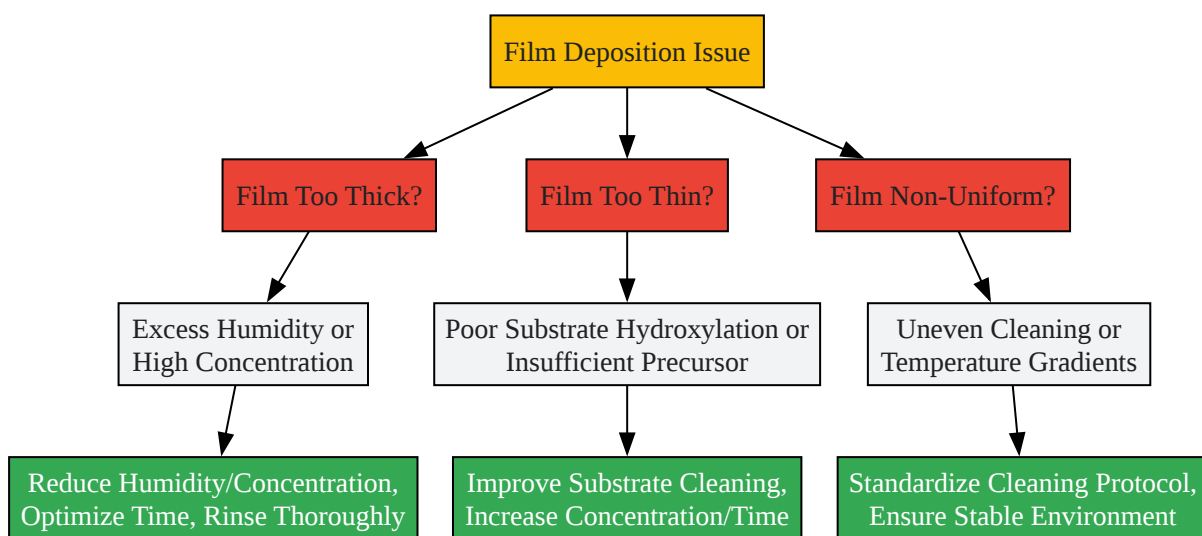 Film Deposition Issue
Film Too Thick?
Film Too Thin?
Film Non-Uniform?
Excess Humidity or
High Concentration
Poor Substrate Hydroxylation or
Insufficient Precursor
Uneven Cleaning or
Temperature Gradients
Reduce Humidity/Concentration,
Optimize Time, Rinse Thoroughly
Improve Substrate Cleaning,
Increase Concentration/Time
Standardize Cleaning Protocol,
Ensure Stable Environment